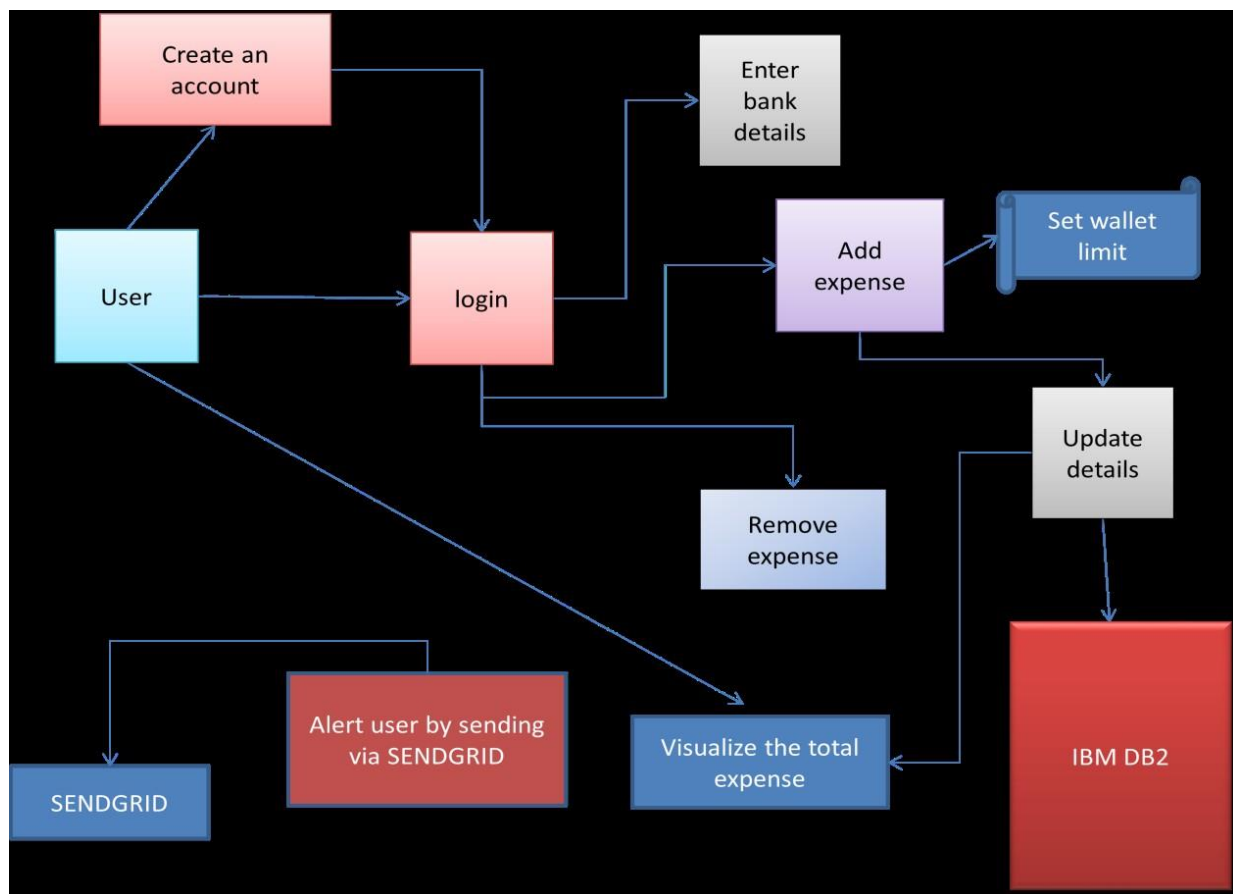 Create an
account
Enter
bank
details
Set wallet
limit
Add
expense
User
login
Update
details
Remove
expense
Alert user by sending
via SENDGRID
Visualize the total
expense
IBM DB2
SENDGRID